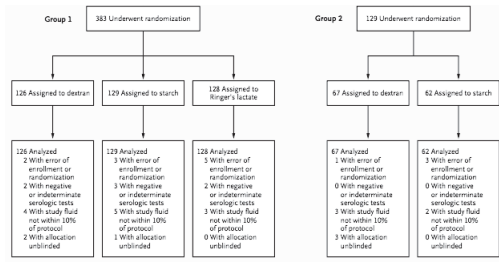 Group 1
383 Underwent randomization
Group 2
129 Underwent randomization
126 Assigned to dextran
129 Assigned to starch
128 Assigned to
Ringer's lactate
67 Assigned to dextran
62 Assigned to starch
126 Analyzed
2 With error of
enrollment or
randomization
2 With negative
or indeterminate
serologic tests
4 With study fluid
not within 10%
of protocol
2 With allocation
unblinded
129 Analyzed
3 With error of
enrollment or
randomization
3 With negative
or indeterminate
serologic tests
5 With study fluid
not within 10%
of protocol
1 With allocation
unblinded
128 Analyzed
5 With error of
enrollment or
randomization
2 With negative
or indeterminate
serologic tests
3 With study fluid
not within 10%
of protocol
0 With allocation
unblinded
67 Analyzed
1 With error of
enrollment or
randomization
0 With negative
or indeterminate
serologic tests
3 With study fluid
not within 10%
of protocol
3 With allocation
unblinded
62 Analyzed
3 With error of
enrollment or
randomization
0 With negative
or indeterminate
serologic tests
2 With study fluid
not within 10%
of protocol
0 With allocation
unblinded